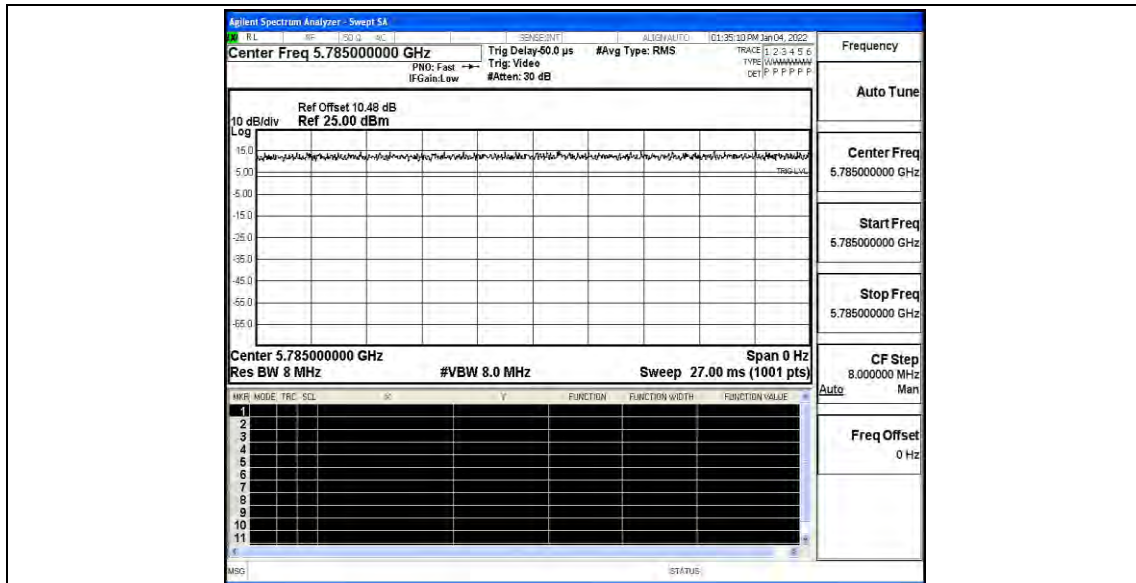 Agilent Spectrum Analyzer - Swept SA
RL RF 50 Ω AC SENSE:INT ALIGN AUTO 01:35:10 PM Jan 04, 2022
Center Freq 5.785000000 GHz
Trig Delay-50.0 µs #Avg Type: RMS
TRACE 1 2 3 4 5 6
PNO: Fast Trig: Video
TYPE
IFGain:Low #Atten: 30 dB
DET P P P P P P
Ref Offset 10.48 dB
10 dB/div Ref 25.00 dBm
Log
15.0
5.00
TRIG LVL
-5.00
-15.0
-25.0
-35.0
-45.0
-55.0
-65.0
Center 5.785000000 GHz Span 0 Hz
Res BW 8 MHz #VBW 8.0 MHz Sweep 27.00 ms (1001 pts)
MKR MODE TRC SCL X Y FUNCTION FUNCTION WIDTH FUNCTION VALUE
1
2
3
4
5
6
7
8
9
10
11
MSG STATUS
Frequency
Auto Tune
Center Freq
5.785000000 GHz
Start Freq
5.785000000 GHz
Stop Freq
5.785000000 GHz
CF Step
8.000000 MHz
Auto Man
Freq Offset
0 Hz